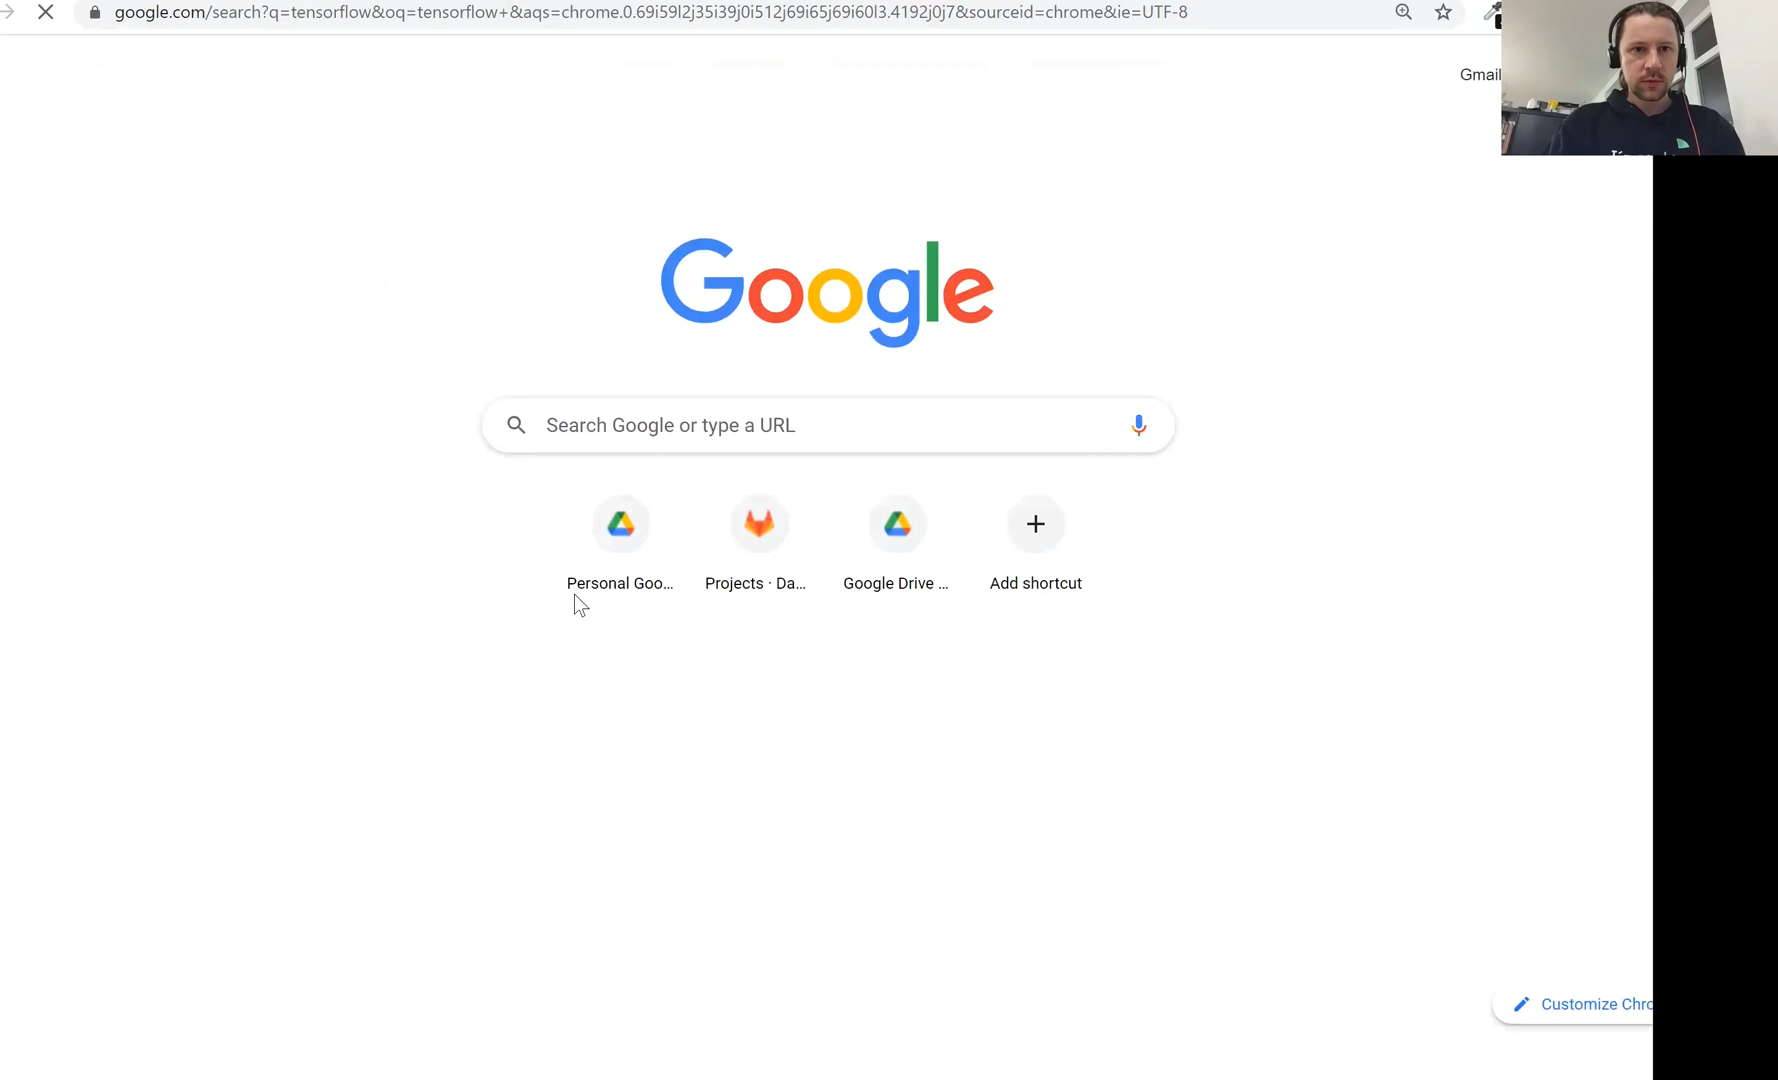 google.com/search?q=tensorflow&oq=tensorflow+&aqs=chrome.0.69i59l2j35i39j0i512j69i65j69i60l3.4192j0j7&sourceid=chrome&ie=UTF-8
Gmail
Google
Search Google or type a URL
Personal Goo...
Projects · Da...
Google Drive ...
Add shortcut
Customize Chro